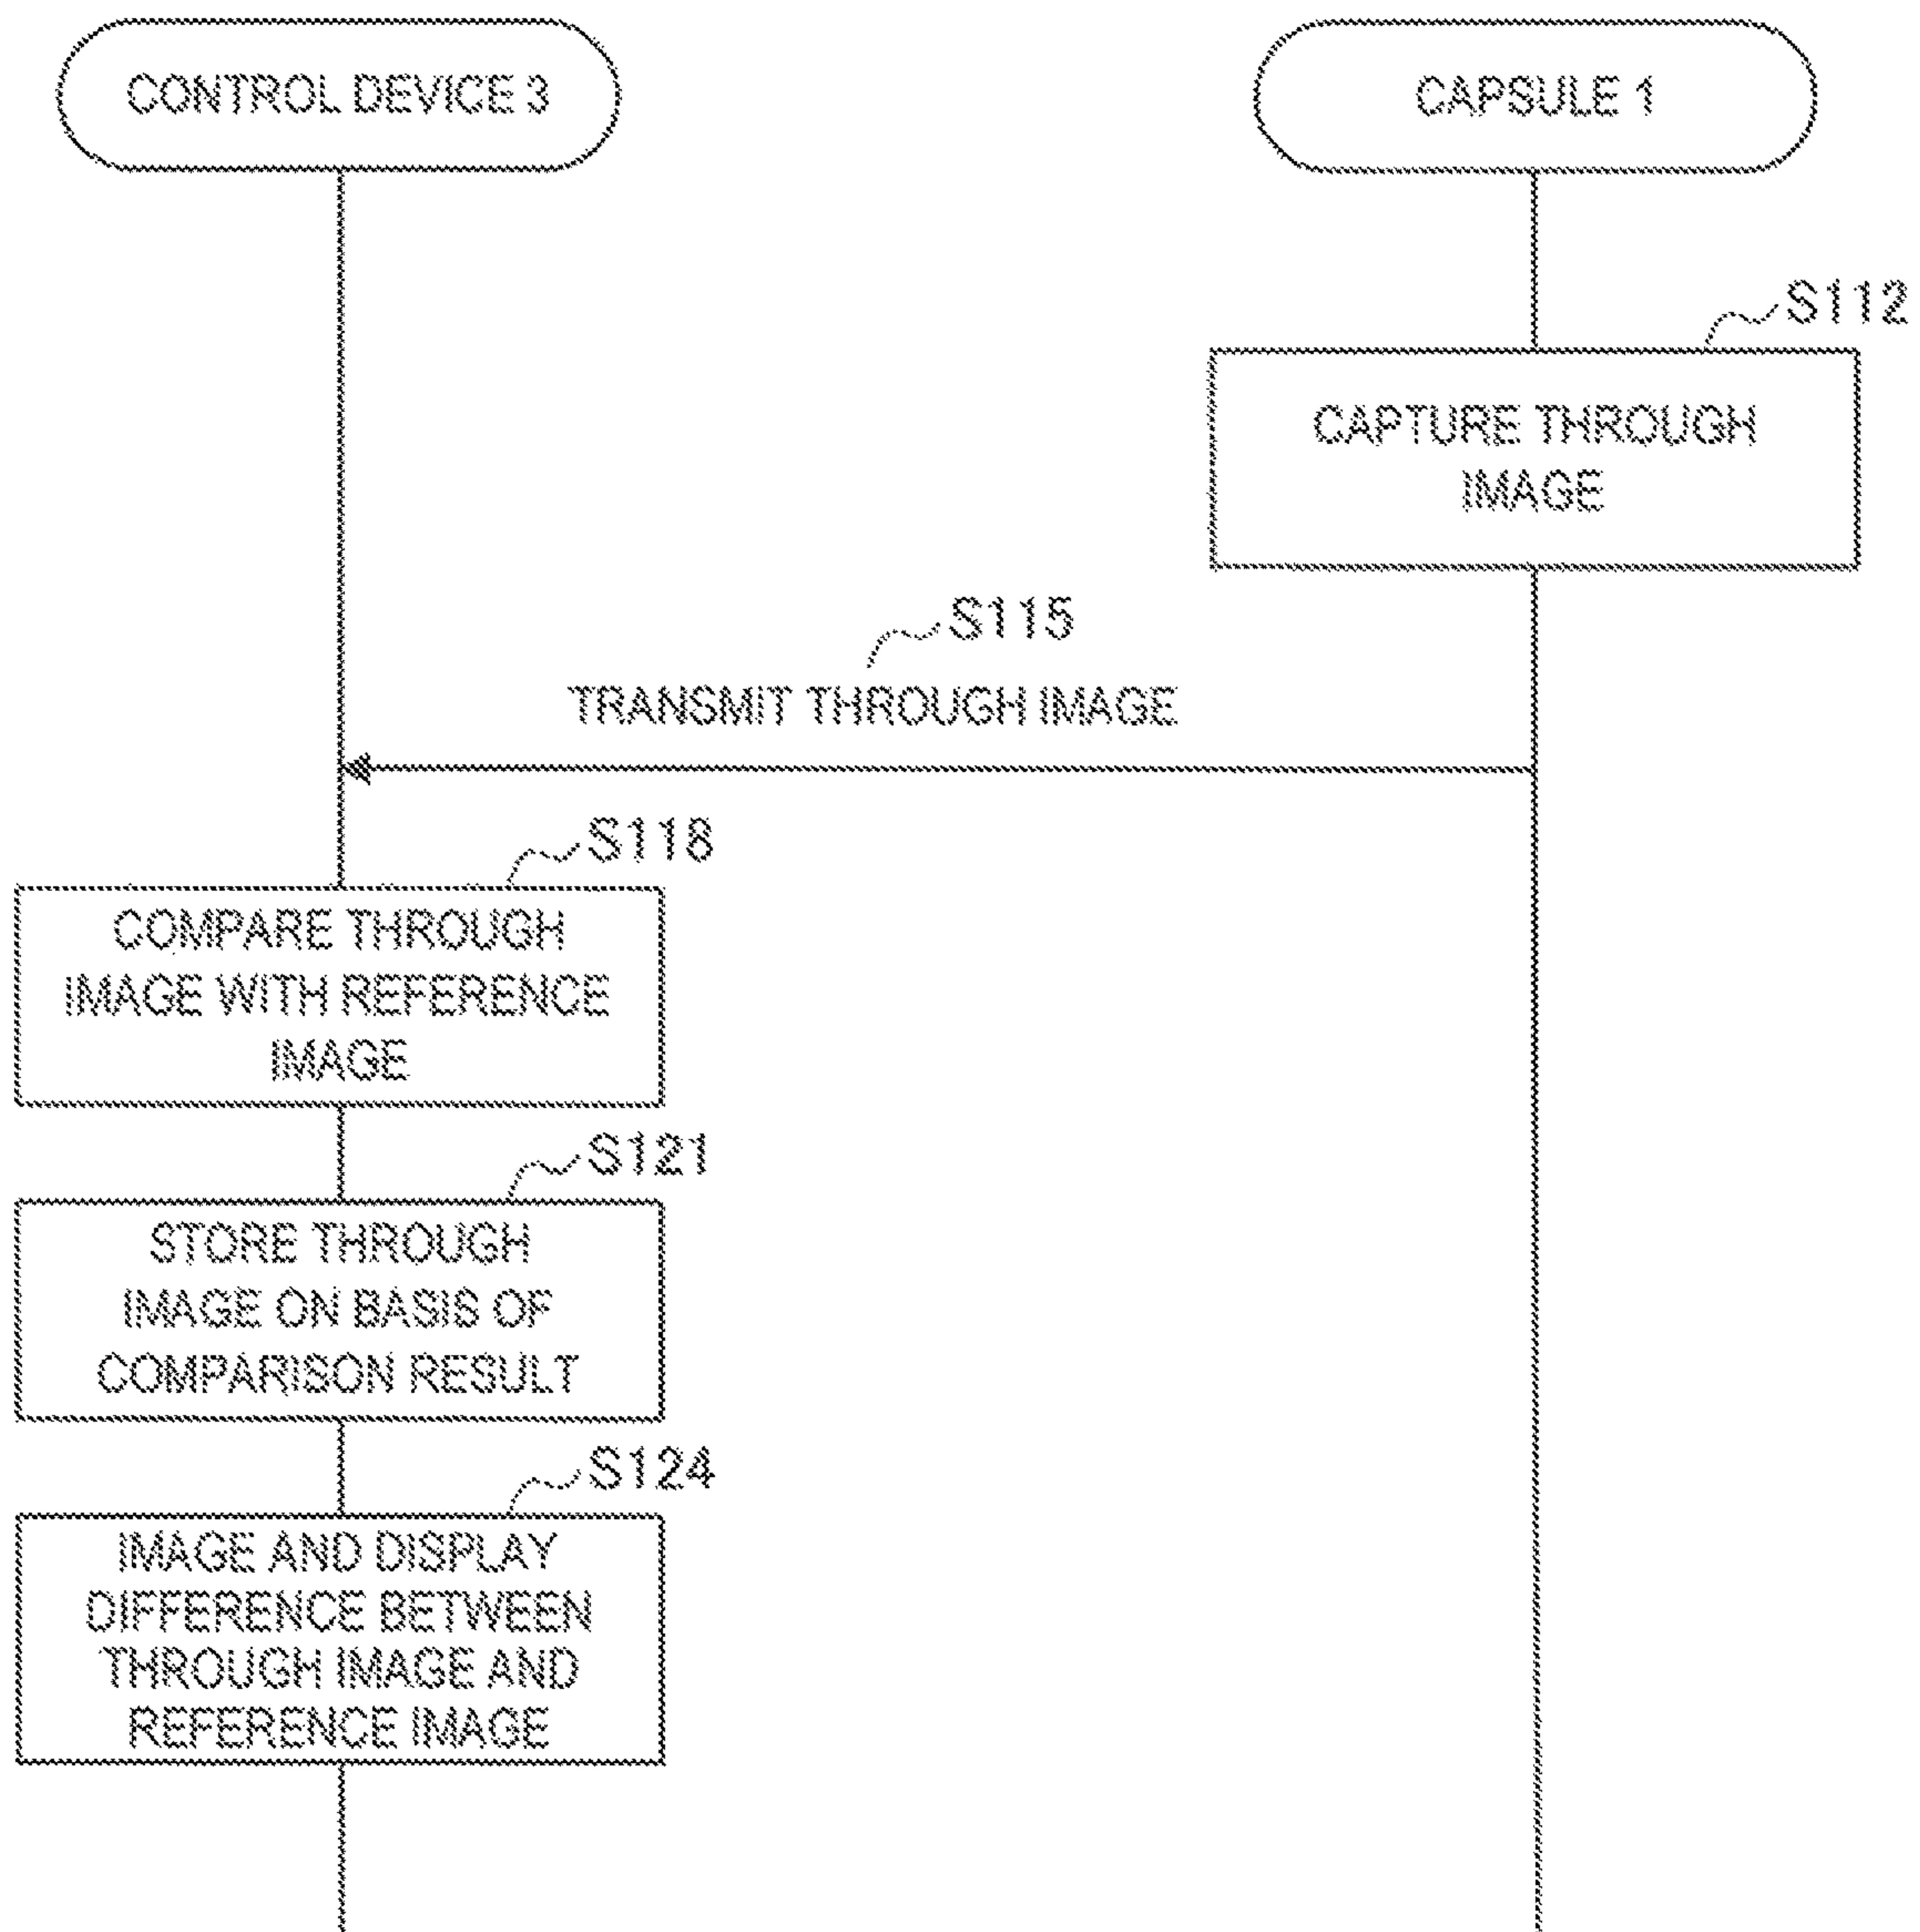 CONTROL DEVICE 3
CAPSULE 1
S112
CAPTURE THROUGH
IMAGE
S115
TRANSMIT THROUGH IMAGE
S118
COMPARE THROUGH
IMAGE WITH REFERENCE
IMAGE
S121
STORE THROUGH
IMAGE ON BASIS OF
COMPARISON RESULT
S124
IMAGE AND DISPLAY
DIFFERENCE BETWEEN
THROUGH IMAGE AND
REFERENCE IMAGE